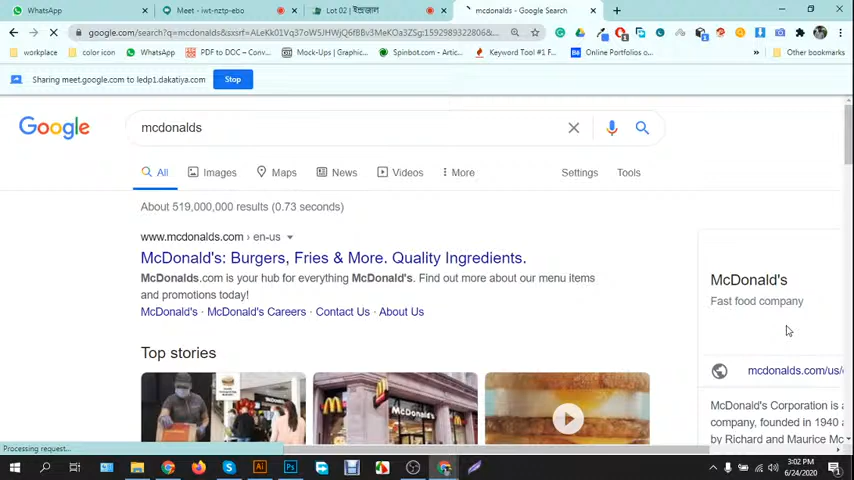 WhatsApp
Meet - iwt-nztp-ebo
Lot 02 | ইন্দ্রজাল
mcdonalds - Google Search
google.com/search?q=mcdonalds&sxsrf=
workplace
color icon
WhatsApp
PDF to DOC – Conv...
Mock-Ups | Graphic...
Spinbot.com - Artic...
Keyword Tool #1 F...
Online Portfolios o...
Other bookmarks
Sharing meet.google.com to ledp1.dakatiya.com
Stop
Google
mcdonalds
All
Images
Maps
News
Videos
More
Settings
Tools
About 519,000,000 results (0.73 seconds)
www.mcdonalds.com › en-us
McDonald's: Burgers, Fries & More. Quality Ingredients.
McDonalds.com is your hub for everything McDonald's. Find out more about our menu items
and promotions today!
McDonald's · McDonald's Careers · Contact Us · About Us
McDonald's
Fast food company
mcdonalds.com/us/
McDonald's Corporation is a
company, founded in 1940
by Richard and Maurice Mc
Top stories
McDonald's
Processing request...
3:02 PM
6/24/2020